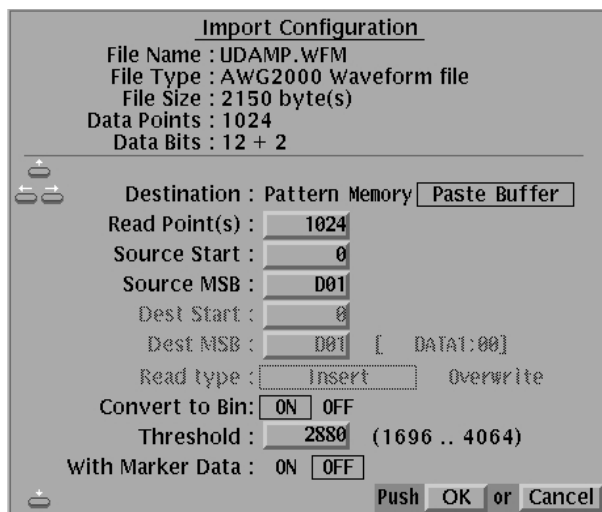 Import Configuration
File Name : UDAMP.WFM
File Type : AWG2000 Waveform file
File Size : 2150 byte(s)
Data Points : 1024
Data Bits : 12 + 2
Destination : Pattern Memory Paste Buffer
Read Point(s) : 1024
Source Start : 0
Source MSB : D01
Dest Start : 0
Dest MSB : D01 [ DATA1:00]
Read type : Insert Overwrite
Convert to Bin: ON OFF
Threshold : 2880 (1696 .. 4064)
With Marker Data : ON OFF
Push OK or Cancel